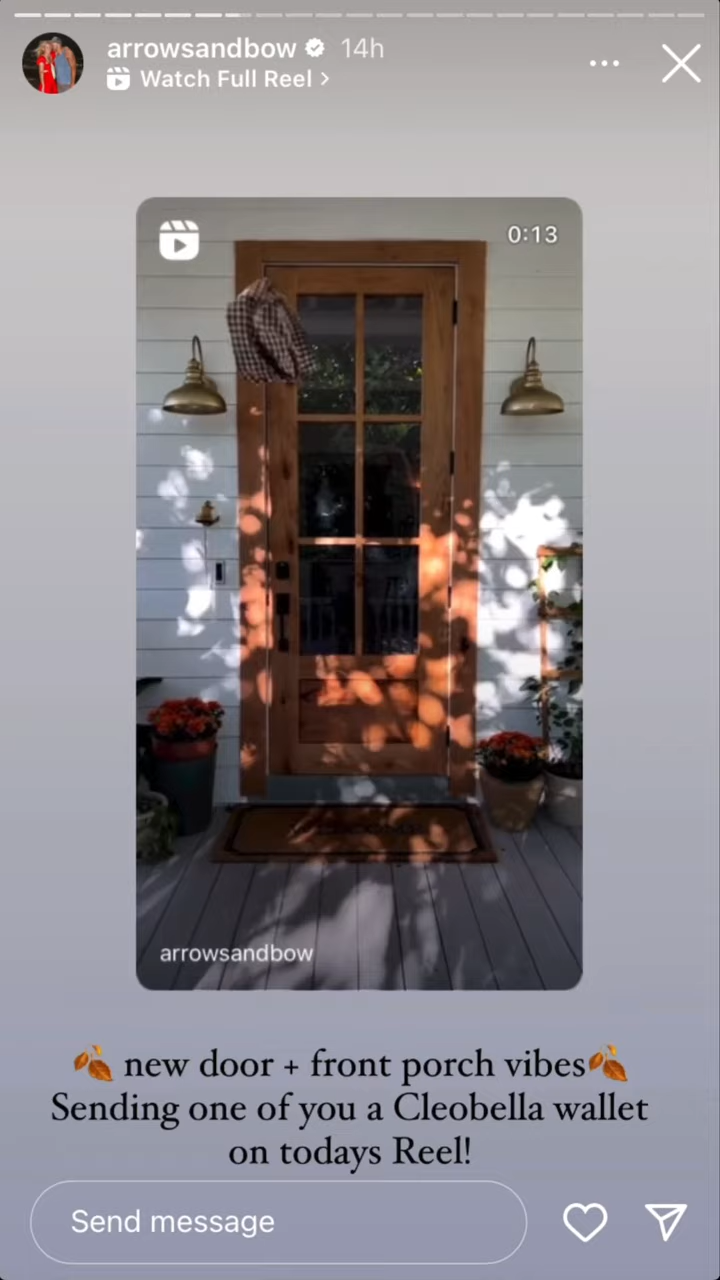 arrowsandbow 14h
Watch Full Reel >
0:13
arrowsandbow
🍂 new door + front porch vibes🍂
Sending one of you a Cleobella wallet
on todays Reel!
Send message